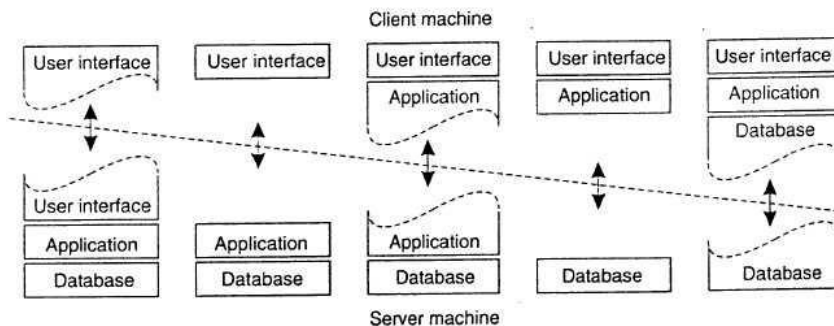 Client machine
User interface
User interface
User interface
User interface
User interface
Application
Application
Application
Database
User interface
Application
Application
Application
Database
Database
Database
Database
Database
Server machine